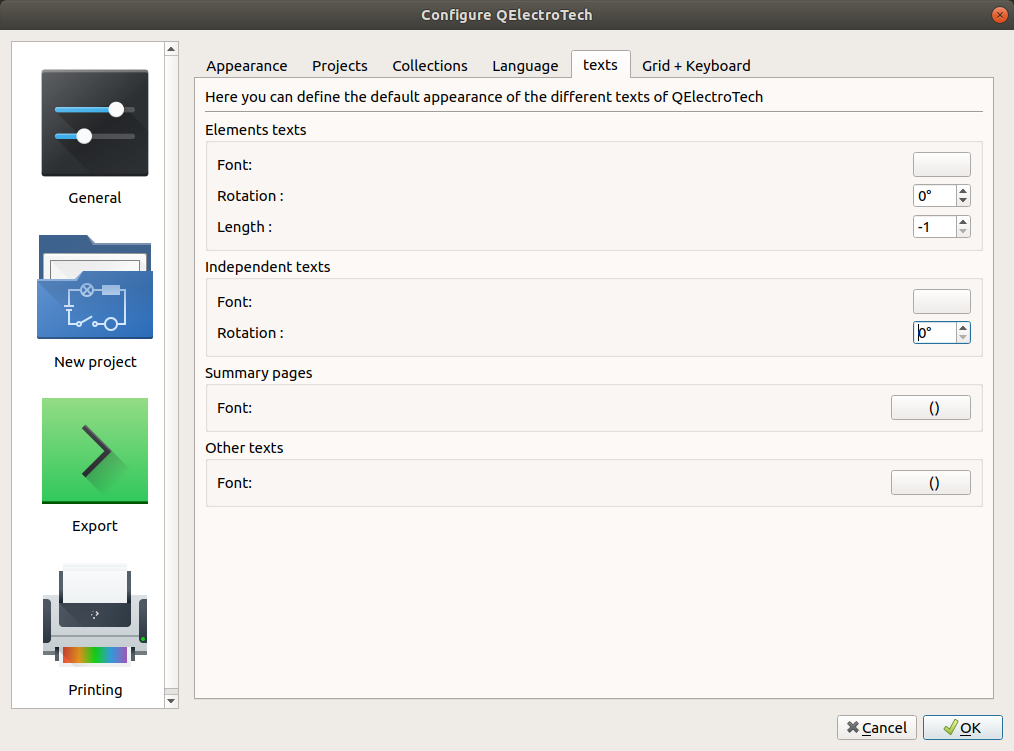 Configure QElectroTech
General
New project
Export
Printing
Appearance
Projects
Collections
Language
texts
Grid + Keyboard
Here you can define the default appearance of the different texts of QElectroTech
Elements texts
Font:
Rotation :
0°
Length :
-1
Independent texts
Font:
Rotation :
0°
Summary pages
Font:
()
Other texts
Font:
()
Cancel
OK